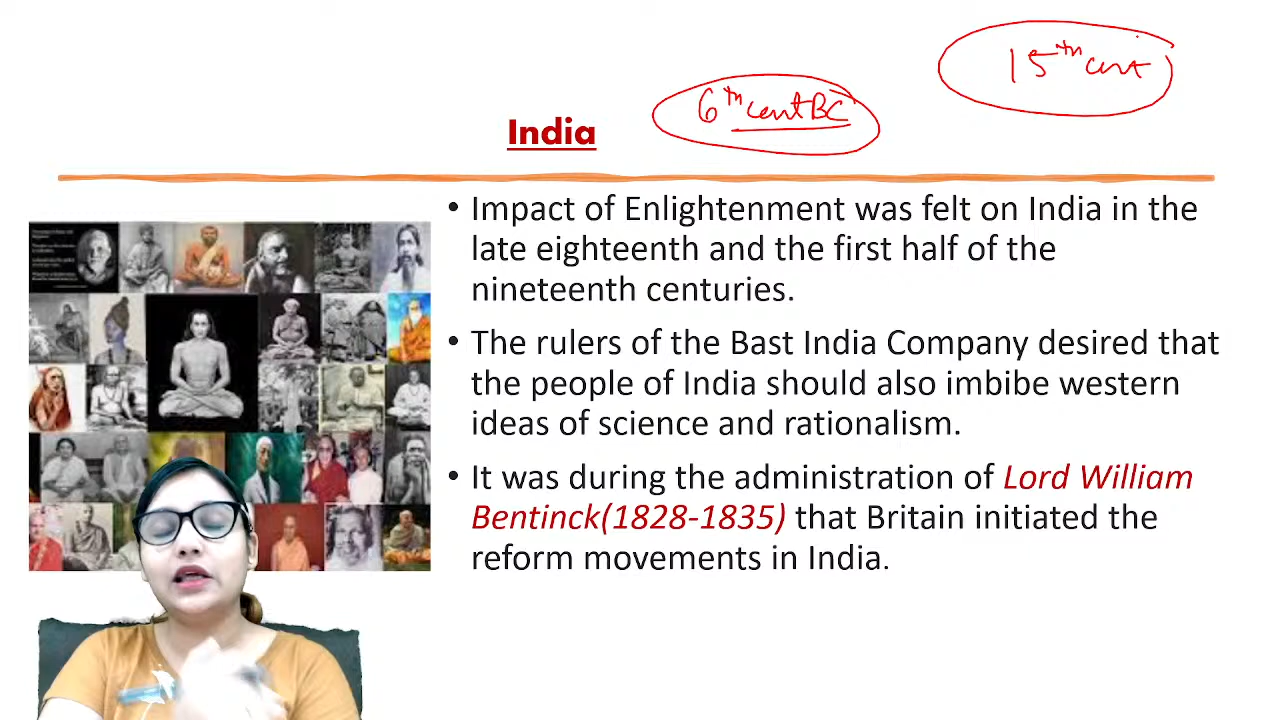 15th cent
6th cent BC
India
• Impact of Enlightenment was felt on India in the
late eighteenth and the first half of the
nineteenth centuries.
• The rulers of the Bast India Company desired that
the people of India should also imbibe western
ideas of science and rationalism.
• It was during the administration of Lord William
Bentinck(1828-1835) that Britain initiated the
reform movements in India.